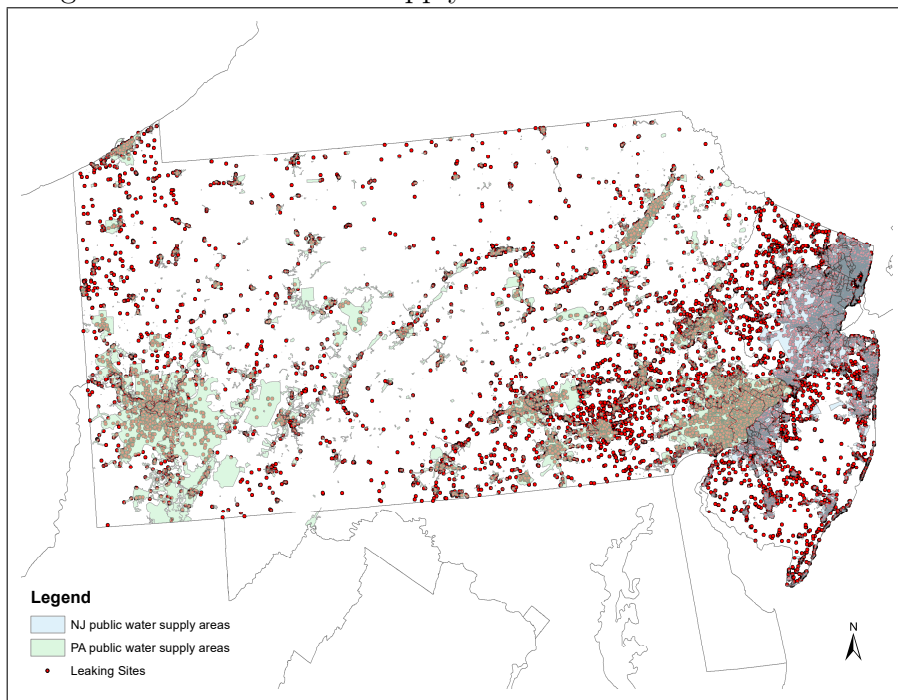 Legend
NJ public water supply areas
PA public water supply areas
Leaking Sites
N